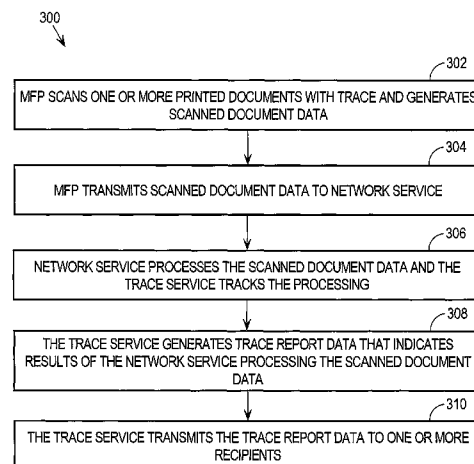 300
302
MFP SCANS ONE OR MORE PRINTED DOCUMENTS WITH TRACE AND GENERATES
SCANNED DOCUMENT DATA
304
MFP TRANSMITS SCANNED DOCUMENT DATA TO NETWORK SERVICE
306
NETWORK SERVICE PROCESSES THE SCANNED DOCUMENT DATA AND THE
TRACE SERVICE TRACKS THE PROCESSING
308
THE TRACE SERVICE GENERATES TRACE REPORT DATA THAT INDICATES
RESULTS OF THE NETWORK SERVICE PROCESSING THE SCANNED DOCUMENT
DATA
310
THE TRACE SERVICE TRANSMITS THE TRACE REPORT DATA TO ONE OR MORE
RECIPIENTS